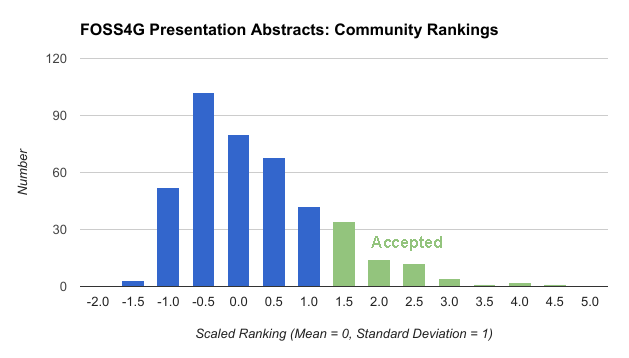 FOSS4G Presentation Abstracts: Community Rankings
120
90
60
30
0
Number
Accepted
-2.0 -1.5 -1.0 -0.5 0.0 0.5 1.0 1.5 2.0 2.5 3.0 3.5 4.0 4.5 5.0
Scaled Ranking (Mean = 0, Standard Deviation = 1)